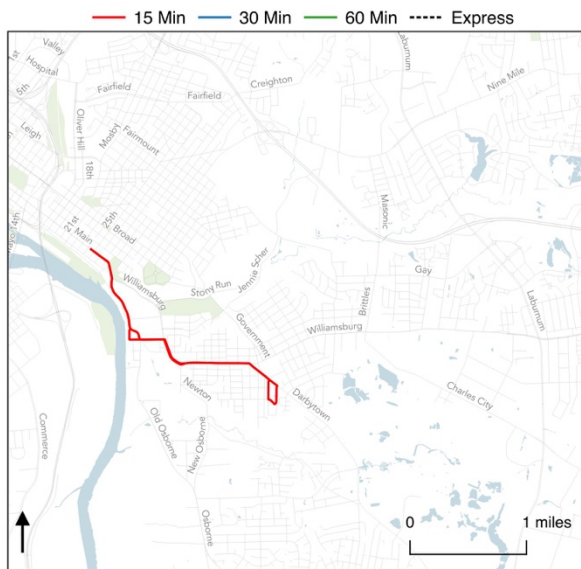 15 Min 30 Min 60 Min Express
1st
Valley
Hospital
5th
Fairfield
Fairfield
Creighton
Laburnum
Nine Mile
Leigh
Oliver Hill
18th
Mosby
Fairmount
14th
21st
Main
25th
Broad
Masonic
Williamsburg
Stony Run
Jennie Scher
Gay
Government
Williamsburg
Brittles
Laburnum
Newton
Darbytown
Charles City
Commerce
Old Osborne
New Osborne
Osborne
0 1 miles